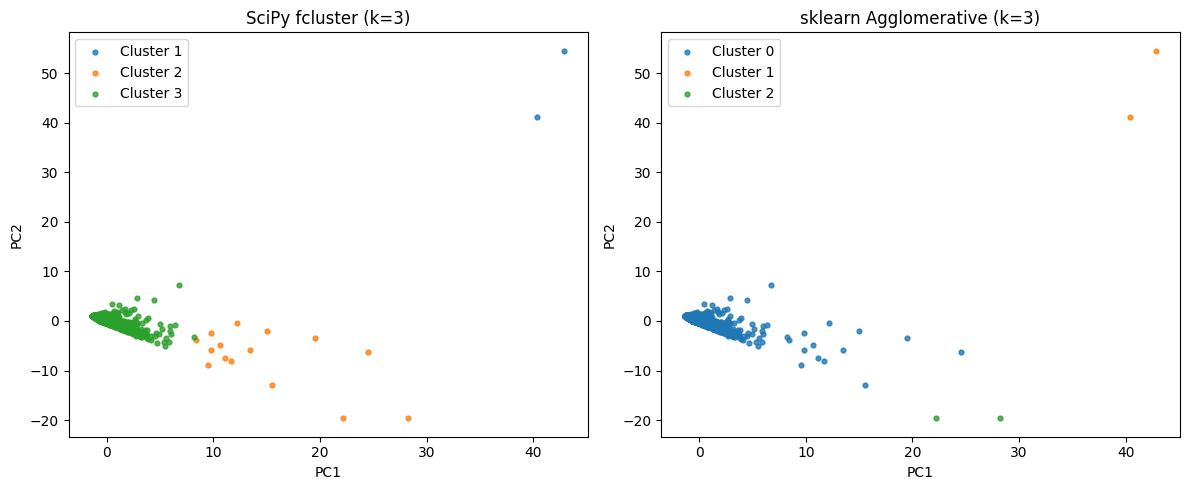 SciPy fcluster (k=3)
Cluster 1
Cluster 2
Cluster 3
50
40
30
20
10
0
−10
−20
PC2
0
10
20
30
40
PC1
sklearn Agglomerative (k=3)
Cluster 0
Cluster 1
Cluster 2
50
40
30
20
10
0
−10
−20
PC2
0
10
20
30
40
PC1